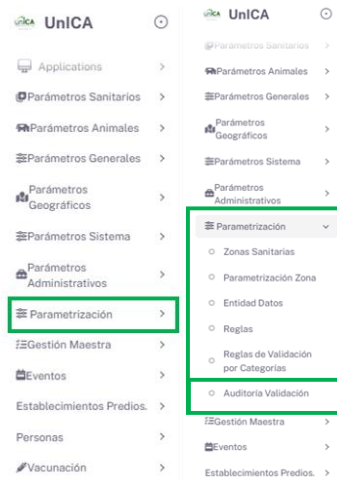 UnICA
Applications
Parámetros Sanitarios
Parámetros Animales
Parámetros Generales
Parámetros
Geográficos
Parámetros Sistema
Parámetros
Administrativos
Parametrización
Gestión Maestra
Eventos
Establecimientos Predios.
Personas
Vacunación
UnICA
Parámetros Sanitarios
Parámetros Animales
Parámetros Generales
Parámetros
Geográficos
Parámetros Sistema
Parámetros
Administrativos
Parametrización
Zonas Sanitarias
Parametrización Zona
Entidad Datos
Reglas
Reglas de Validación
por Categorias
Auditoría Validación
Gestión Maestra
Eventos
Establecimientos Predios.